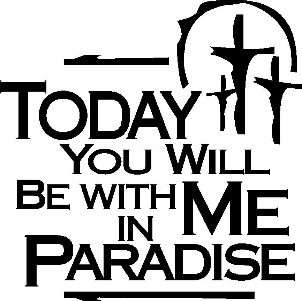 TODAY
YOU WILL
BE WITH ME
IN
PARADISE